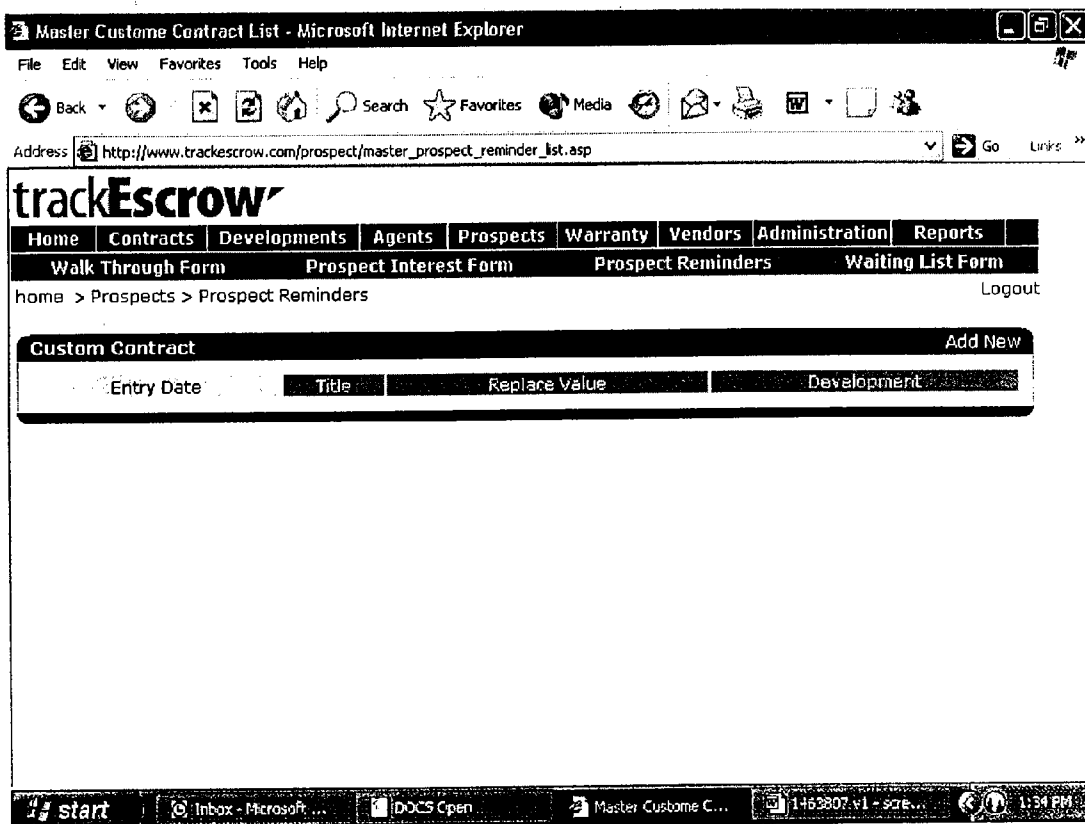 Master Custome Contract List - Microsoft Internet Explorer
File Edit View Favorites Tools Help
Back Search Favorites Media
Address http://www.trackescrow.com/prospect/master_prospect_reminder_list.asp Go Links »
trackEscrow
Home Contracts Developments Agents Prospects Warranty Vendors Administration Reports
Walk Through Form Prospect Interest Form Prospect Reminders Waiting List Form
home > Prospects > Prospect Reminders Logout
Custom Contract Add New
Entry Date Title Replace Value Development
start Inbox - Microsoft ... DOCS Open Master Custome C... 1463807 v1 - scre... 1:34 PM